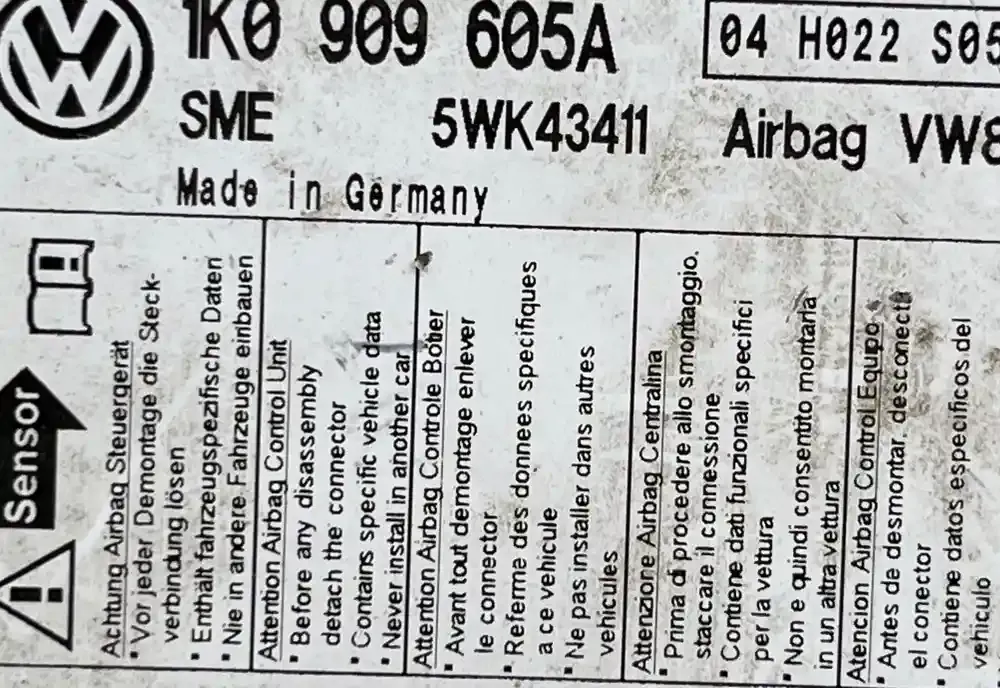 1K0 909 605A
04 H022 S05
SME 5WK43411 Airbag VW8
Made in Germany
Sensor
Achtung Airbag Steuergerät
• Vor jeder Demontage die Steck-
verbindung lösen
• Enthält fahrzeugspezifische Daten
• Nie in andere Fahrzeuge einbauen
Attention Airbag Control Unit
• Before any disassembly
detach the connector
• Contains specific vehicle data
• Never install in another car
Attention Airbag Controle Boîtier
• Avant tout demontage enlever
le connector
• Referme des donnees specifiques
a ce vehicule
• Ne pas installer dans autres
vehicules
Attenzione Airbag Centralina
• Prima di procedere allo smontaggio.
staccare il connessione
• Contiene dati funzionali specifici
per la vettura
• Non e quindi consentito montarla
in un altra vettura
Atencion Airbag Control Equipo
• Antes de desmontar, desconecta
el conector
• Contiene datos especificos del
vehiculo